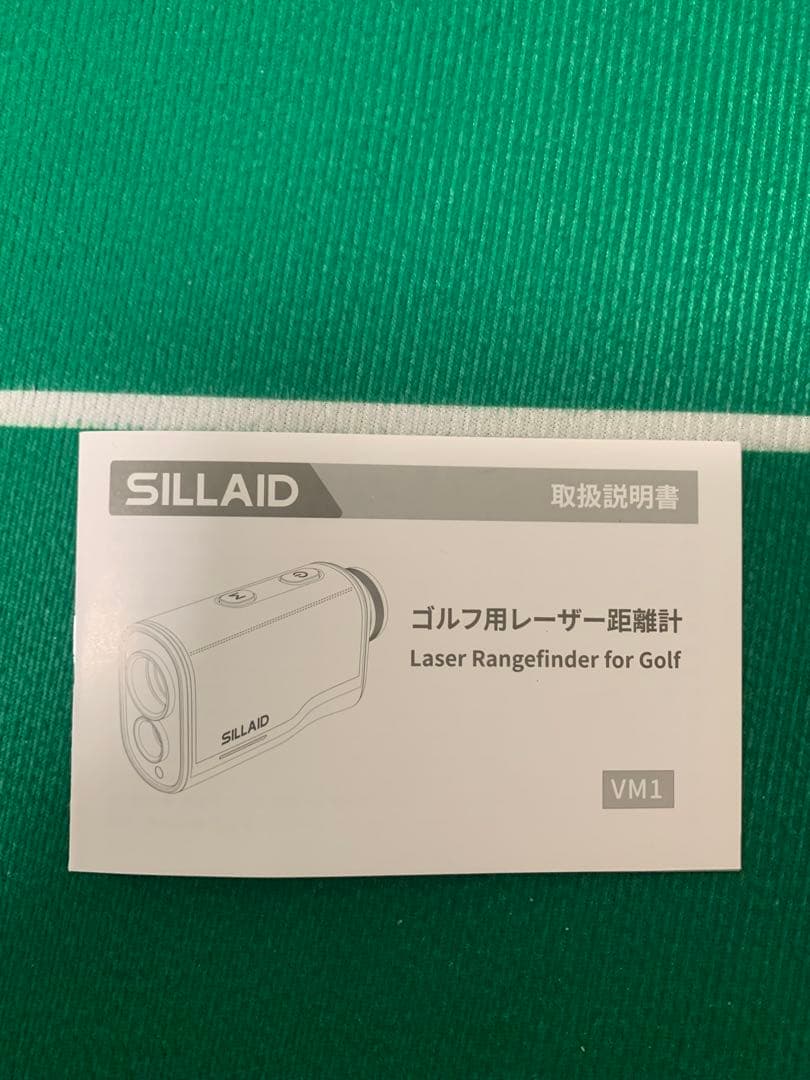 SILLAID
取扱説明書
M
ゴルフ用レーザー距離計
Laser Rangefinder for Golf
SILLAID
VM1